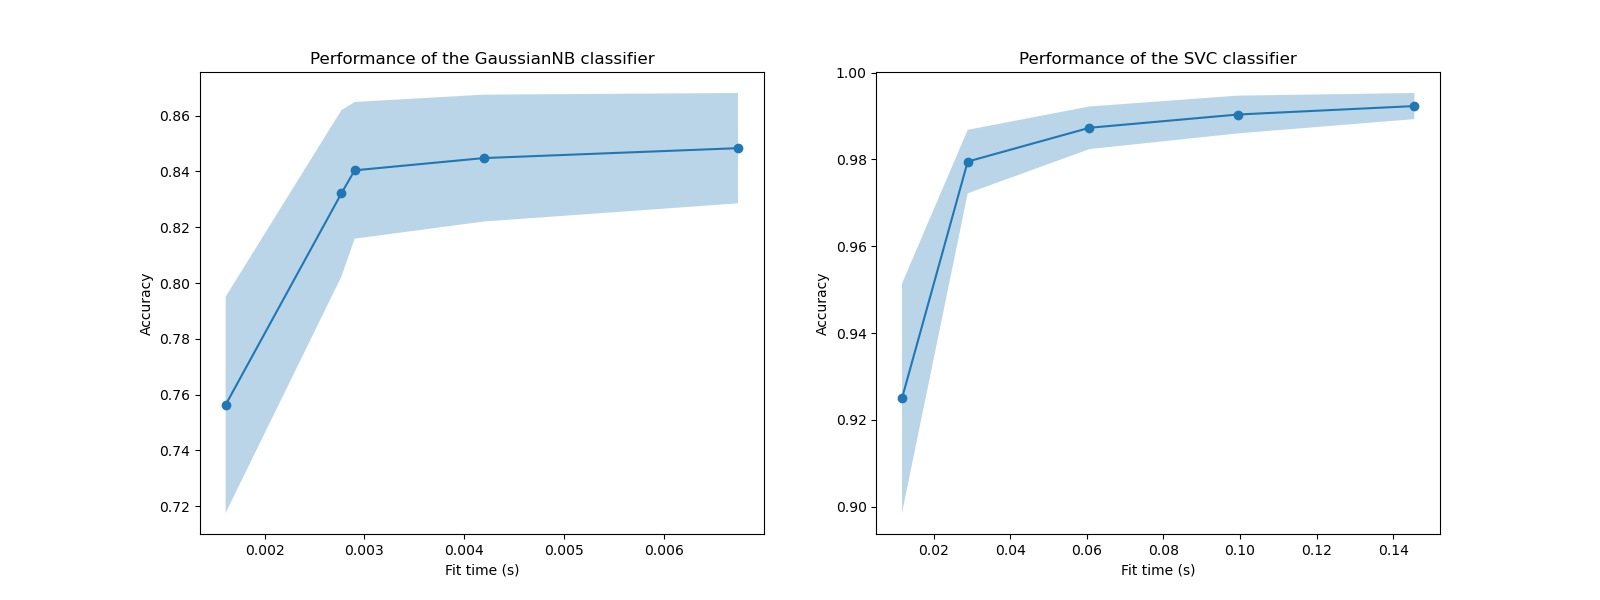 Performance of the GaussianNB classifier
Accuracy
0.86
0.84
0.82
0.80
0.78
0.76
0.74
0.72
0.002 0.003 0.004 0.005 0.006
Fit time (s)
Performance of the SVC classifier
Accuracy
1.00
0.98
0.96
0.94
0.92
0.90
0.02 0.04 0.06 0.08 0.10 0.12 0.14
Fit time (s)